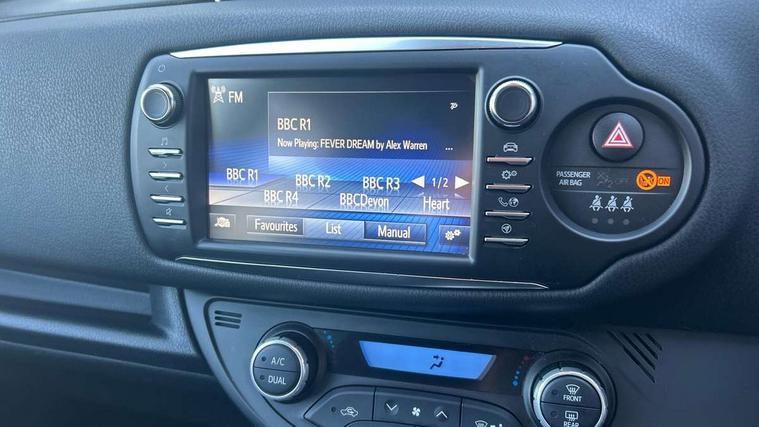 FM
BBC R1
Now Playing: FEVER DREAM by Alex Warren
...
BBC R1 BBC R2 BBC R3 1/2
BBC R4 BBCDevon Heart
Favourites List Manual
PASSENGER
AIR BAG
OFF
ON
A/C
DUAL
FRONT
REAR